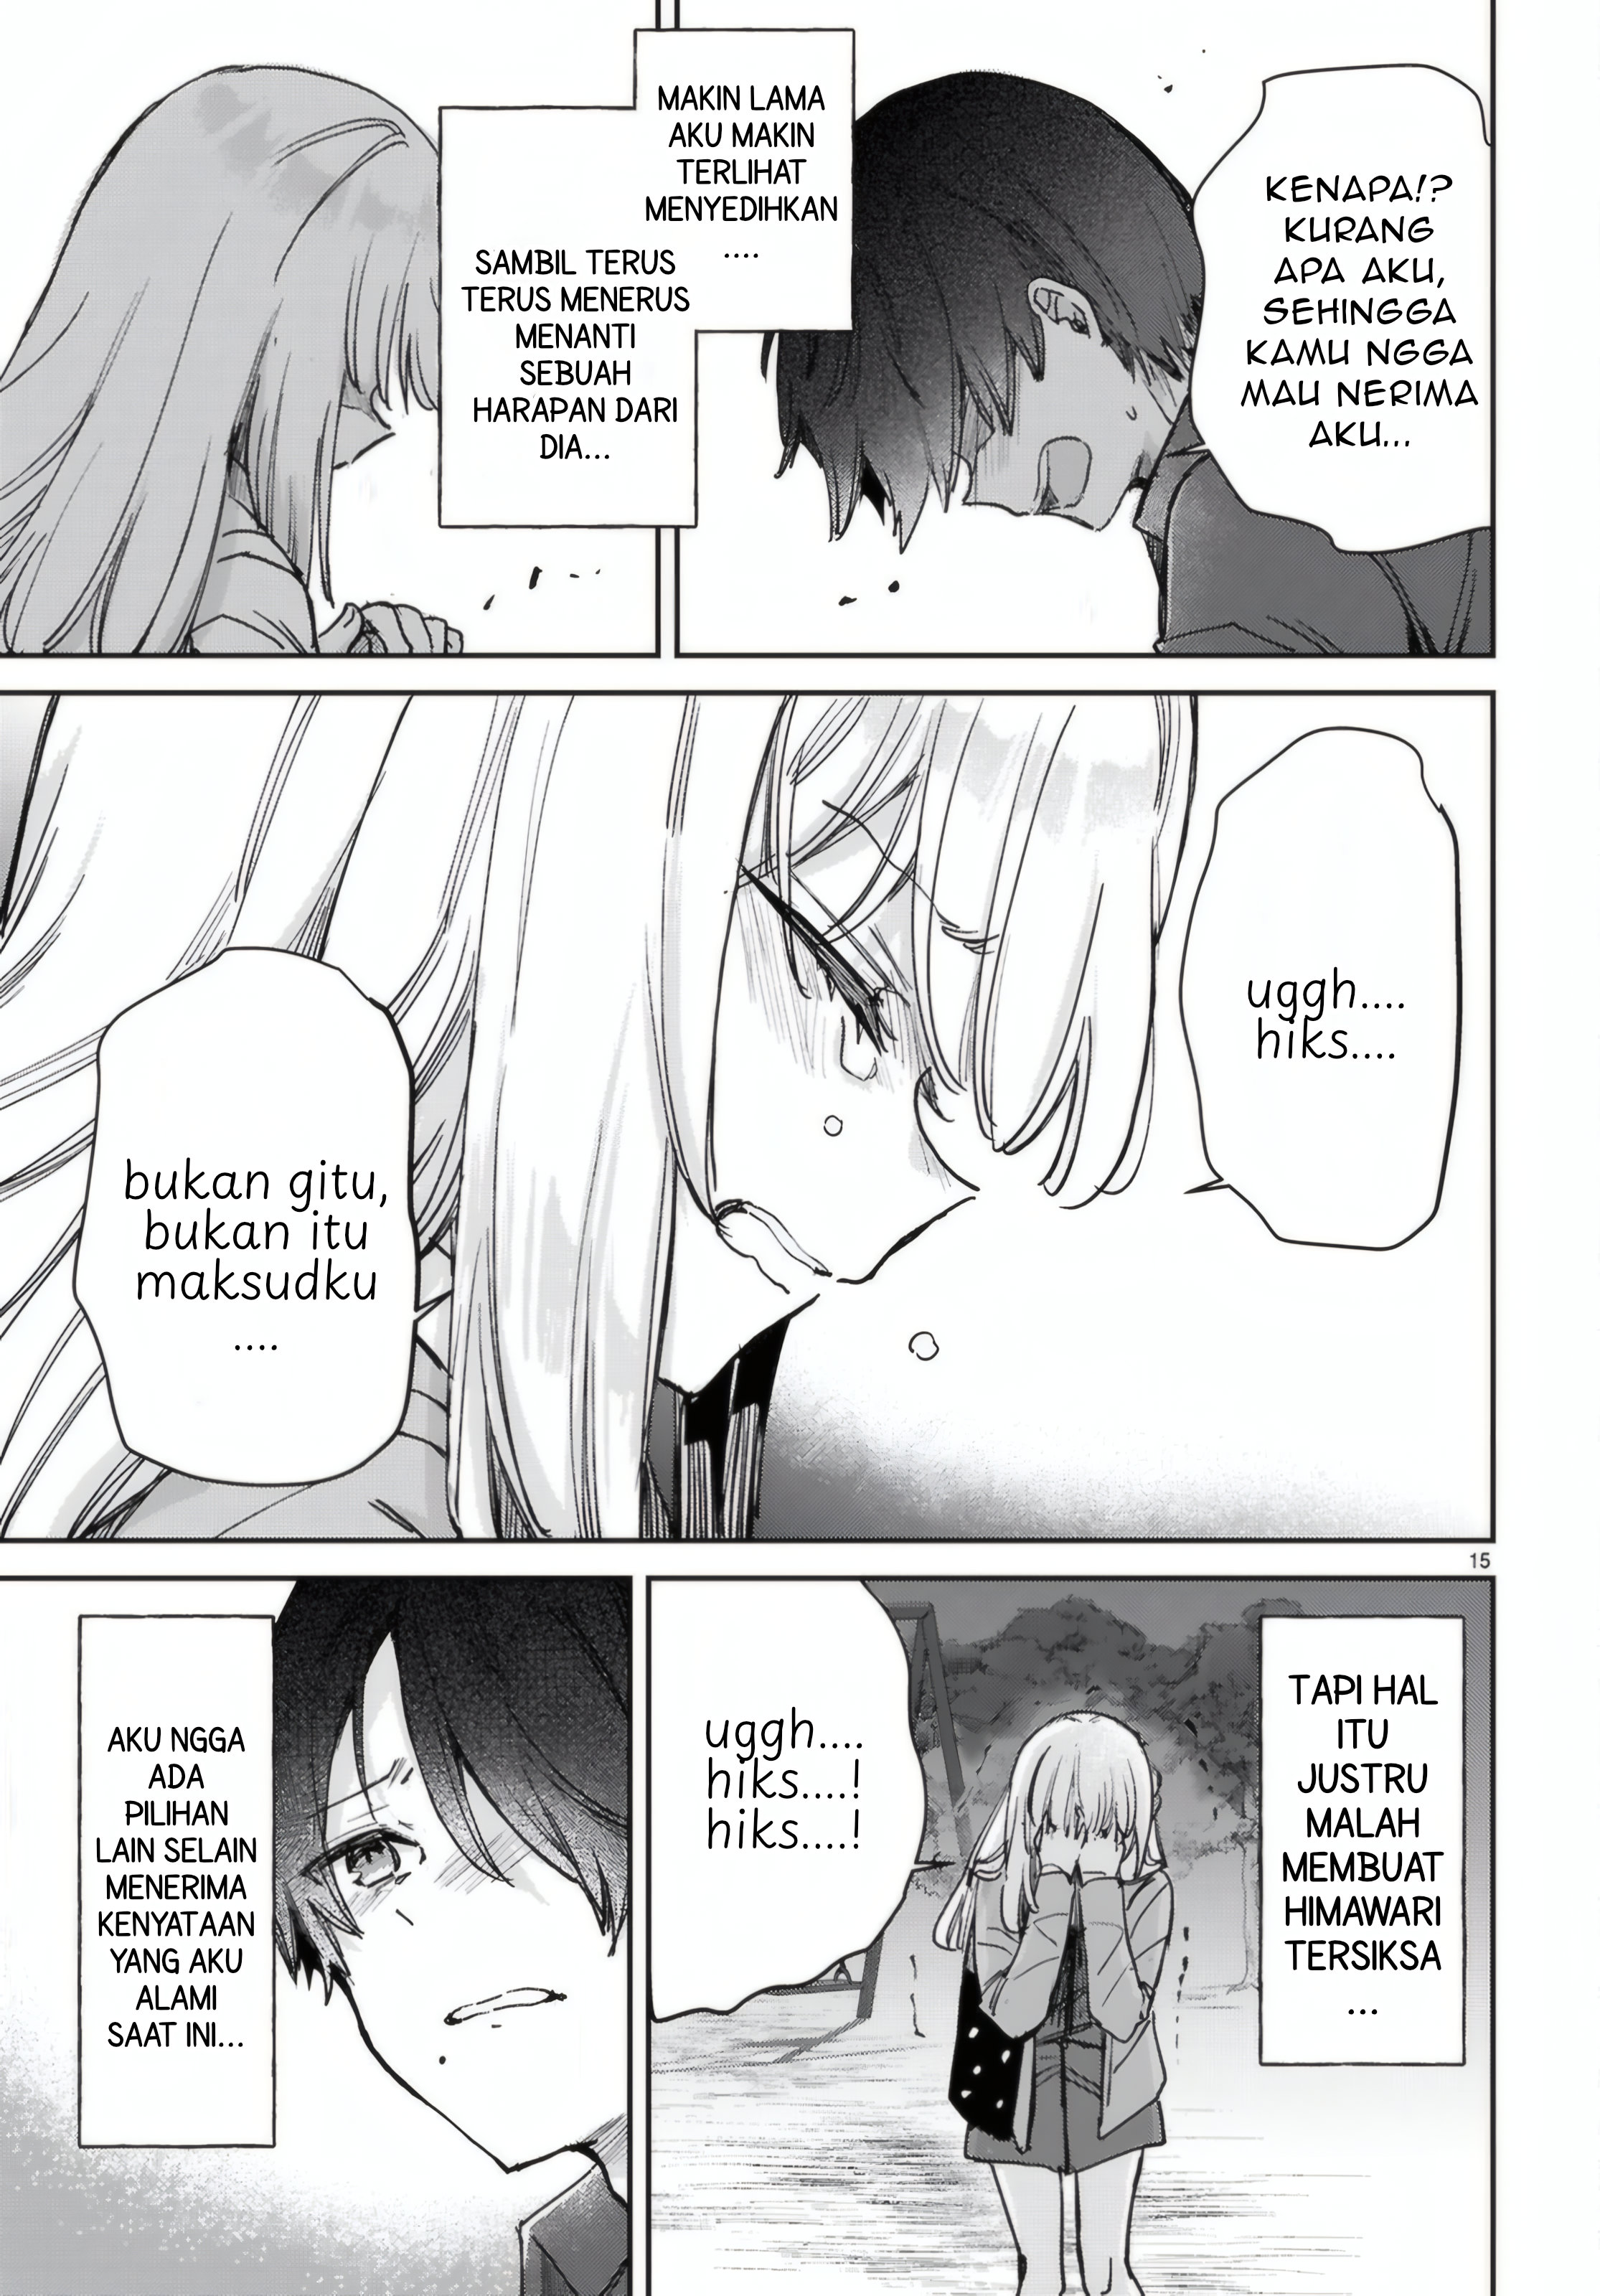 KENAPA!?
KURANG
APA AKU,
SEHINGGA
KAMU NGGA
MAU NERIMA
AKU...
MAKIN LAMA
AKU MAKIN
TERLIHAT
MENYEDIHKAN
....
SAMBIL TERUS
TERUS MENERUS
MENANTI
SEBUAH
HARAPAN DARI
DIA...
uggh....
hiks....
bukan gitu,
bukan itu
maksudku
....
15
TAPI HAL
ITU
JUSTRU
MALAH
MEMBUAT
HIMAWARI
TERSIKSA
...
uggh....
hiks....!
hiks....!
AKU NGGA
ADA
PILIHAN
LAIN SELAIN
MENERIMA
KENYATAAN
YANG AKU
ALAMI
SAAT INI...